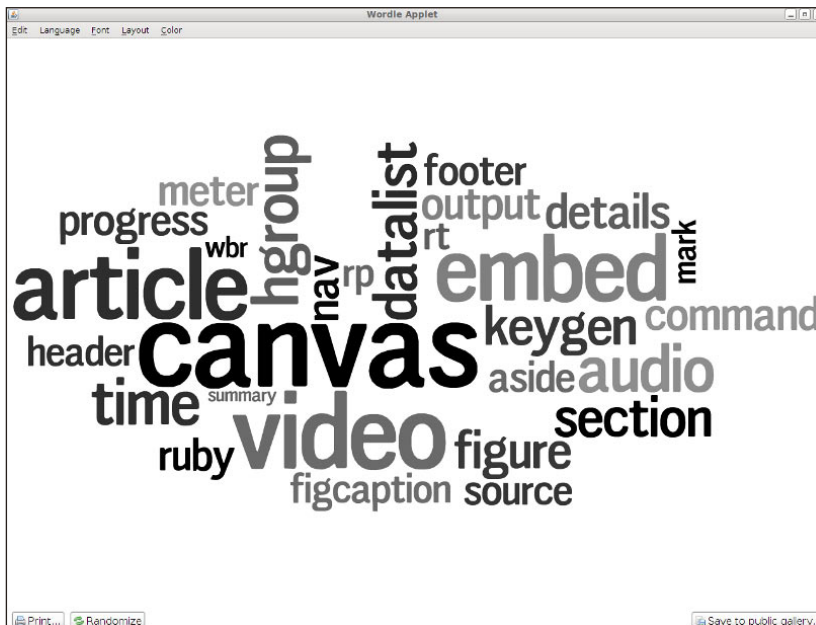 Wordle Applet
Edit Language Font Layout Color
hgroup
datalist
footer
meter
output
details
progress
rt
mark
wbr
article
nav
rp
embed
command
canvas
keygen
header
aside
audio
time
summary
video
section
ruby
figure
figcaption
source
Print... Randomize Save to public gallery...